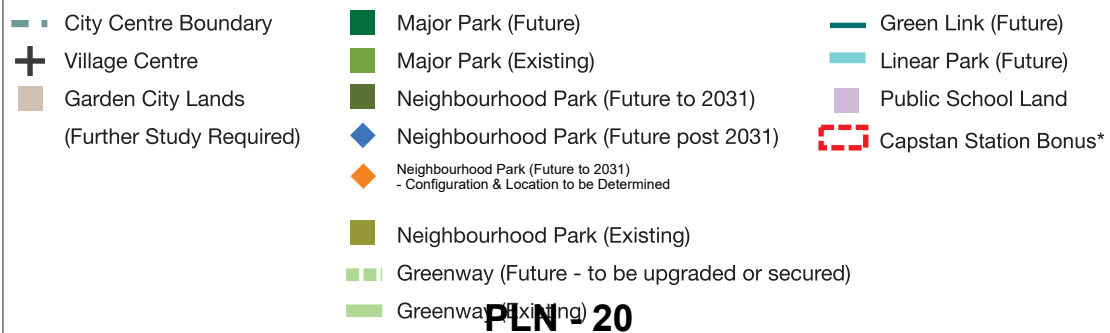 City Centre Boundary
Village Centre
Garden City Lands
(Further Study Required)
Major Park (Future)
Major Park (Existing)
Neighbourhood Park (Future to 2031)
Neighbourhood Park (Future post 2031)
Neighbourhood Park (Future to 2031)
- Configuration & Location to be Determined
Neighbourhood Park (Existing)
Greenway (Future - to be upgraded or secured)
Greenway (Existing)
PLN - 20
Green Link (Future)
Linear Park (Future)
Public School Land
Capstan Station Bonus*